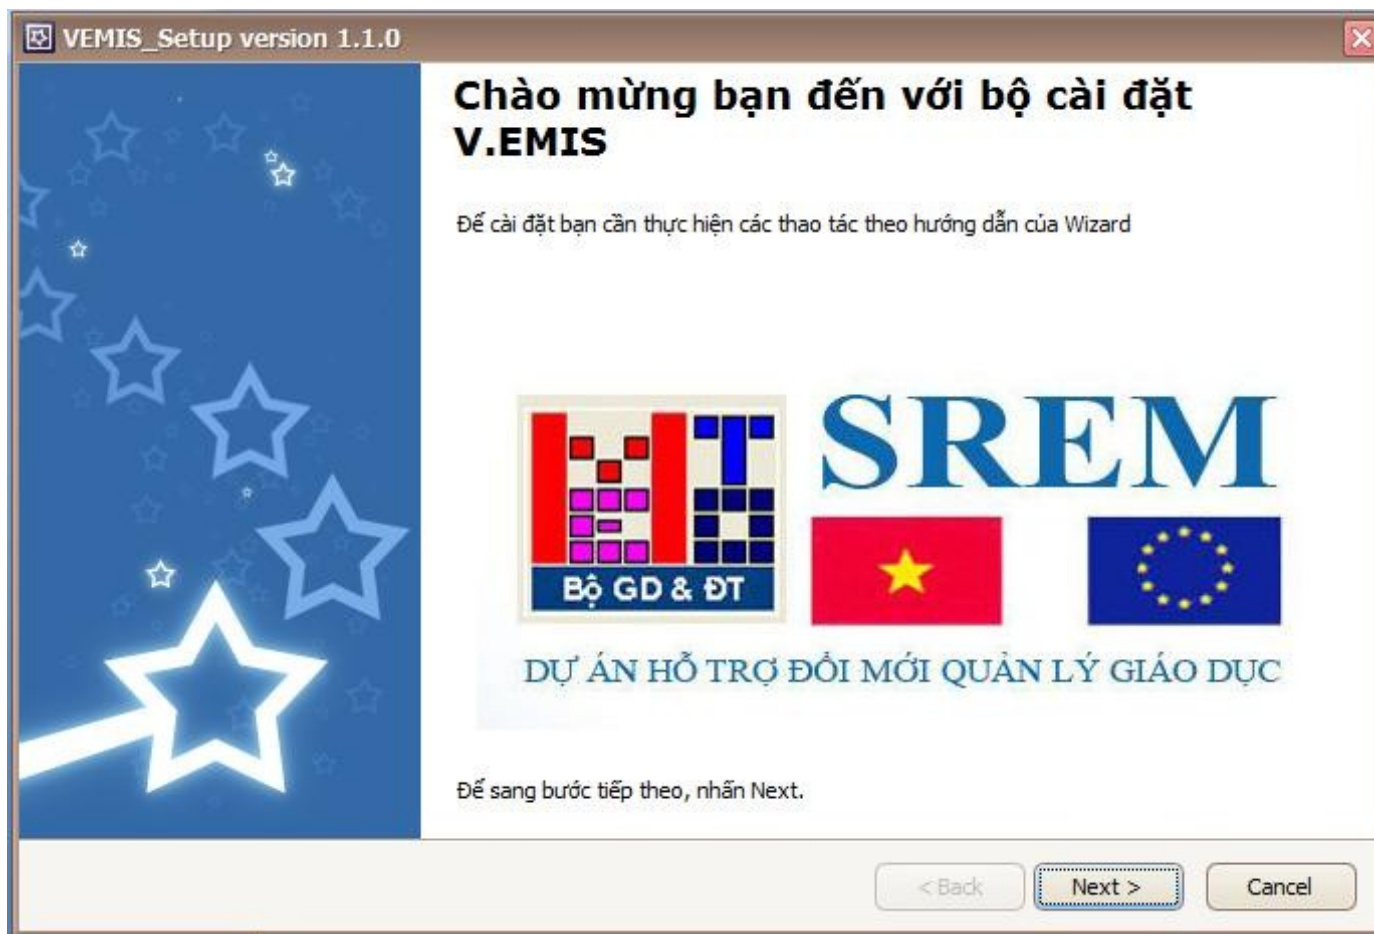 VEMIS_Setup version 1.1.0
Chào mừng bạn đến với bộ cài đặt
V.EMIS
Để cài đặt bạn cần thực hiện các thao tác theo hướng dẫn của Wizard
SREM
Bộ GD & ĐT
DỰ ÁN HỖ TRỢ ĐỔI MỚI QUẢN LÝ GIÁO DỤC
Để sang bước tiếp theo, nhấn Next.
< Back
Next >
Cancel